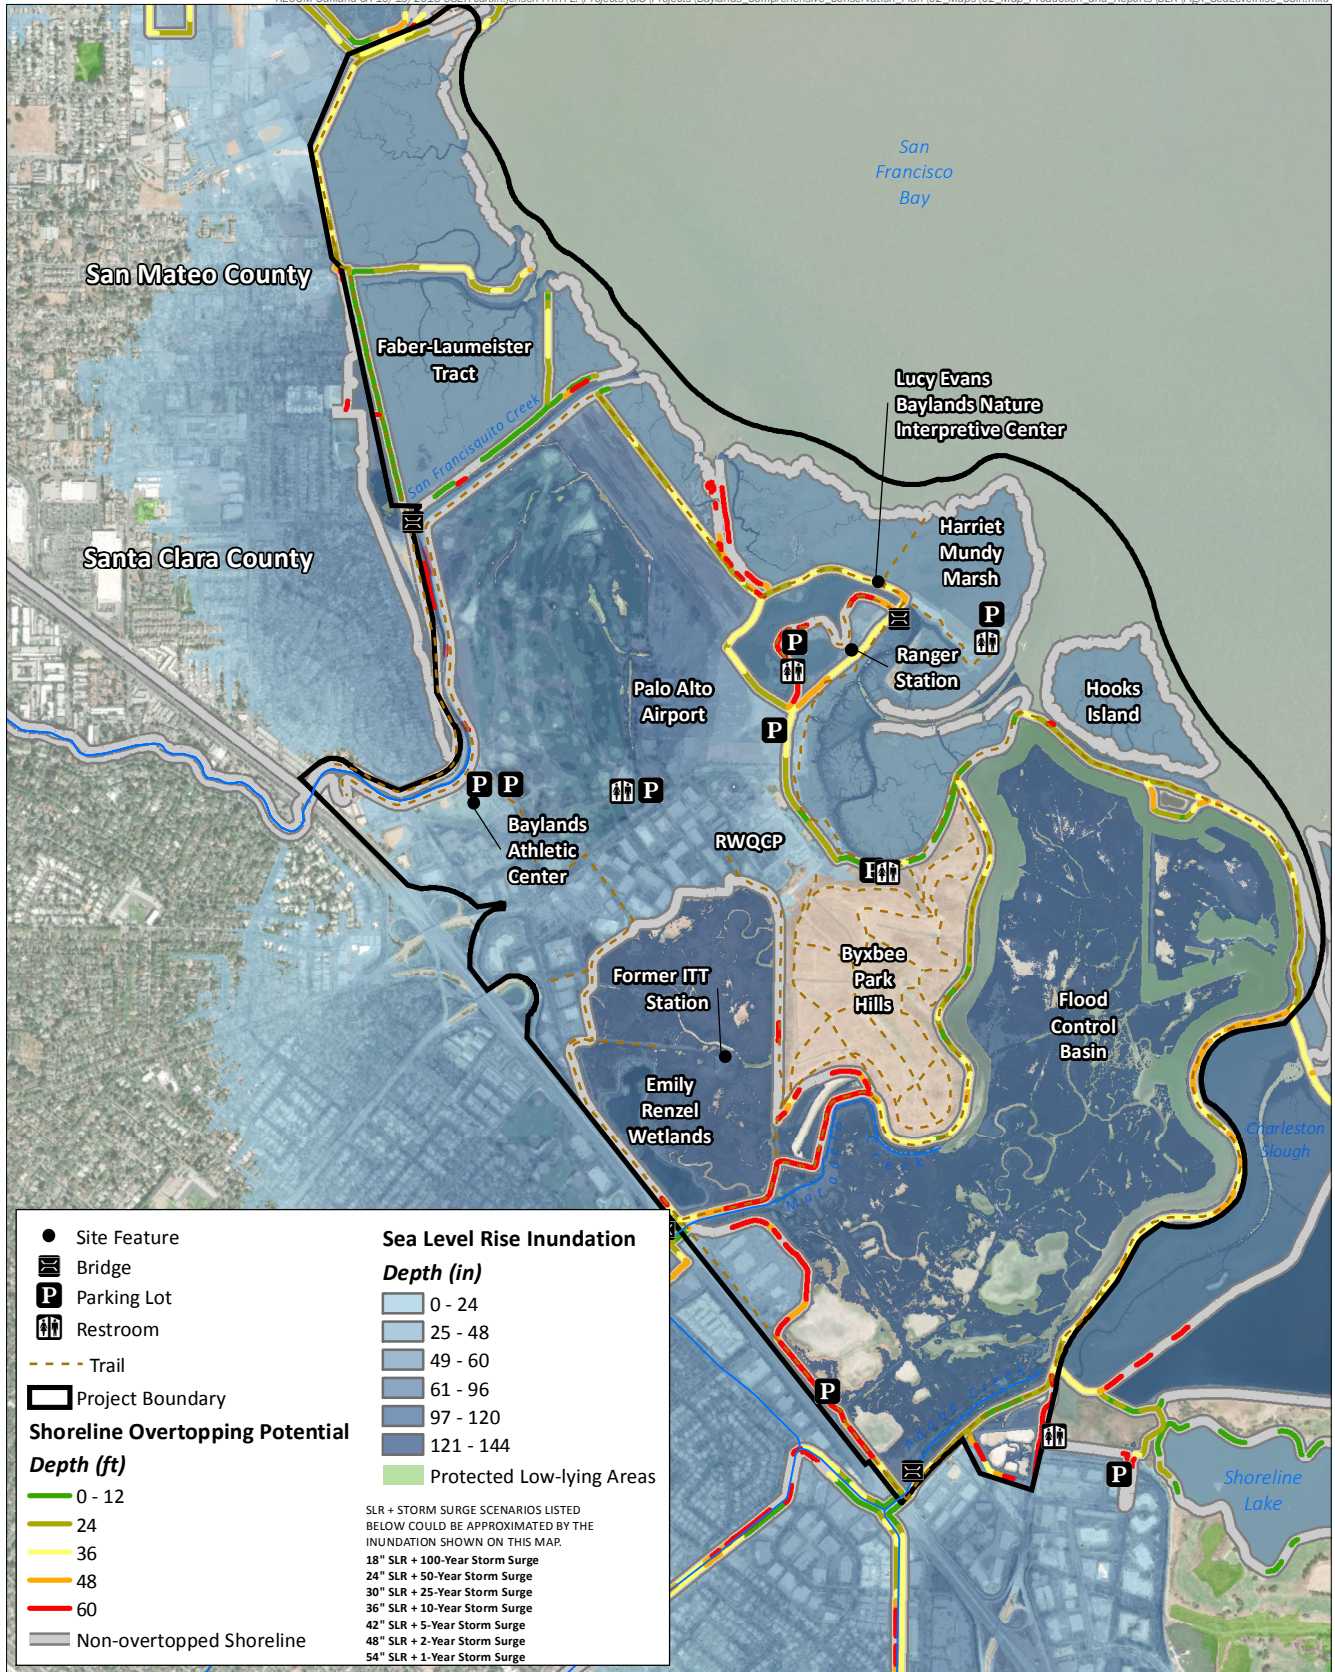 San
Francisco
Bay
San Mateo County
Faber-Laumeister
Tract
San Francisquito Creek
Lucy Evans
Baylands Nature
Interpretive Center
Harriet
Mundy
Marsh
Santa Clara County
P
P
Ranger
Station
Hooks
Island
Palo Alto
Airport
P
P
P
P
Baylands
Athletic
Center
RWQCP
P
Byxbee
Park
Hills
Former ITT
Station
Flood
Control
Basin
Emily
Renzel
Wetlands
Charleston
Slough
Matadero Creek
P
Adobe Creek
P
Shoreline
Lake
Site Feature
Bridge
P Parking Lot
Restroom
Trail
Project Boundary
Shoreline Overtopping Potential
Depth (ft)
0 - 12
24
36
48
60
Non-overtopped Shoreline
Sea Level Rise Inundation
Depth (in)
0 - 24
25 - 48
49 - 60
61 - 96
97 - 120
121 - 144
Protected Low-lying Areas
SLR + STORM SURGE SCENARIOS LISTED
BELOW COULD BE APPROXIMATED BY THE
INUNDATION SHOWN ON THIS MAP.
18" SLR + 100-Year Storm Surge
24" SLR + 50-Year Storm Surge
30" SLR + 25-Year Storm Surge
36" SLR + 10-Year Storm Surge
42" SLR + 5-Year Storm Surge
48" SLR + 2-Year Storm Surge
54" SLR + 1-Year Storm Surge